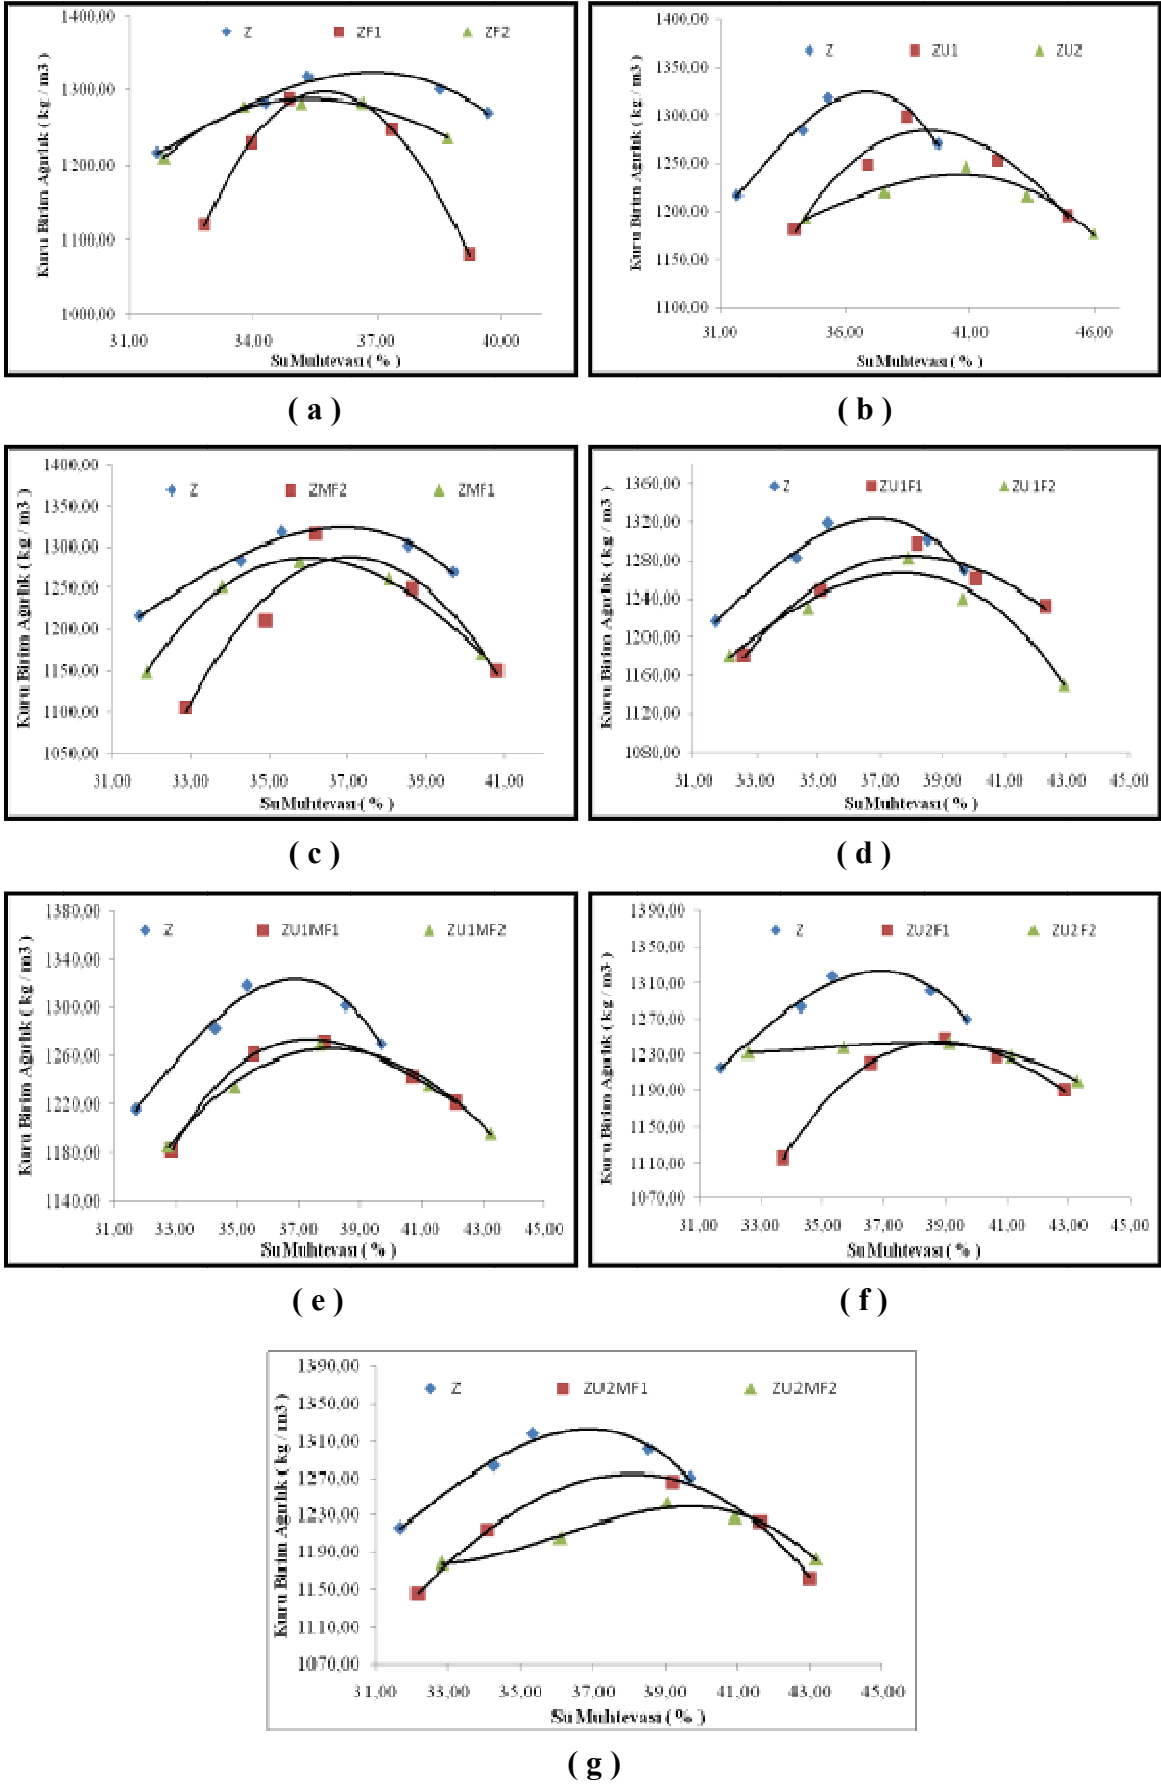 Z ZF1 ZF2
Kuru Birim Ağırlık ( kg / m3 )
1400,00
1300,00
1200,00
1100,00
1000,00
31,00 34,00 37,00 40,00
Su Muhtevası ( % )
( a )
Z ZU1 ZU2
Kuru Birim Ağırlık ( kg / m3 )
1400,00
1350,00
1300,00
1250,00
1200,00
1150,00
1100,00
31,00 36,00 41,00 46,00
Su Muhtevası ( % )
( b )
Z ZMF2 ZMF1
Kuru Birim Ağırlık ( kg / m3 )
1400,00
1350,00
1300,00
1250,00
1200,00
1150,00
1100,00
1050,00
31,00 33,00 35,00 37,00 39,00 41,00
Su Muhtevası ( % )
( c )
Z ZU1F1 ZU1F2
Kuru Birim Ağırlık ( kg / m3 )
1360,00
1320,00
1280,00
1240,00
1200,00
1160,00
1120,00
1080,00
31,00 33,00 35,00 37,00 39,00 41,00 43,00 45,00
Su Muhtevası ( % )
( d )
Z ZU1MF1 ZU1MF2
Kuru Birim Ağırlık ( kg / m3 )
1380,00
1340,00
1300,00
1260,00
1220,00
1180,00
1140,00
31,00 33,00 35,00 37,00 39,00 41,00 43,00 45,00
Su Muhtevası ( % )
( e )
Z ZU2F1 ZU2F2
Kuru Birim Ağırlık ( kg / m3 )
1390,00
1350,00
1310,00
1270,00
1230,00
1190,00
1150,00
1110,00
1070,00
31,00 33,00 35,00 37,00 39,00 41,00 43,00 45,00
Su Muhtevası ( % )
( f )
Z ZU2MF1 ZU2MF2
Kuru Birim Ağırlık ( kg / m3 )
1390,00
1350,00
1310,00
1270,00
1230,00
1190,00
1150,00
1110,00
1070,00
31,00 33,00 35,00 37,00 39,00 41,00 43,00 45,00
Su Muhtevası ( % )
( g )